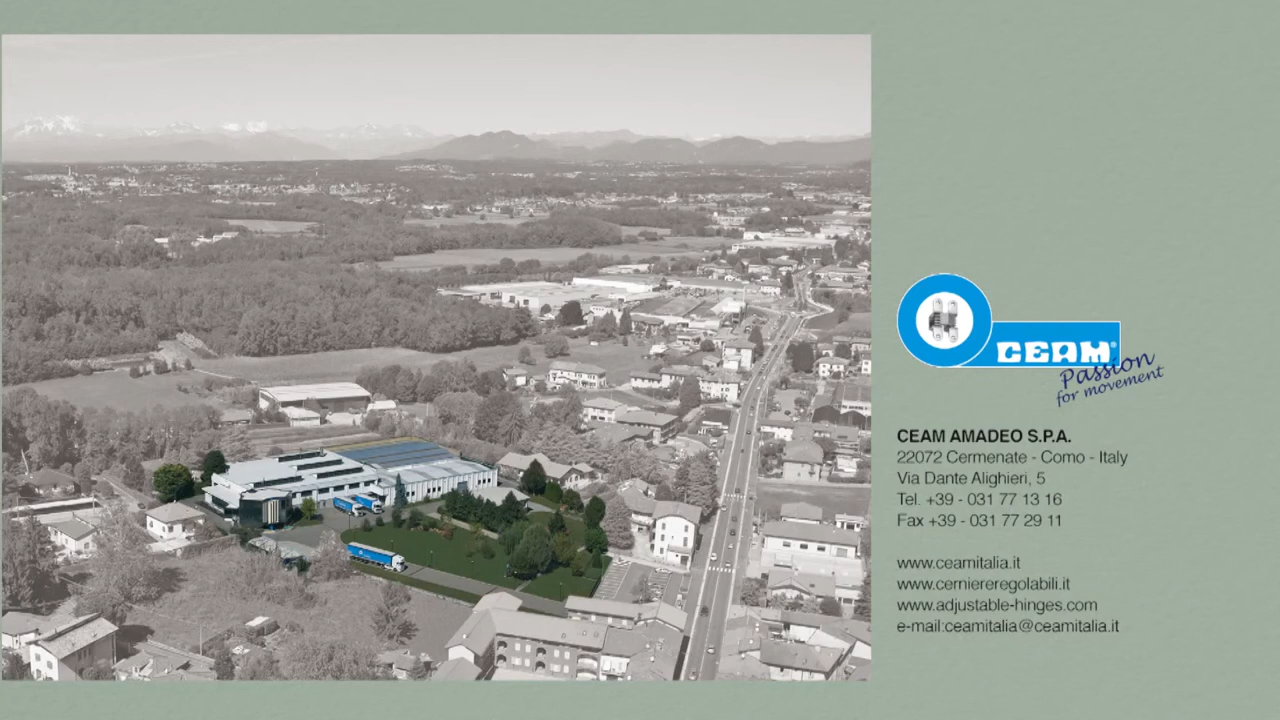 CEAM®
Passion
for movement
CEAM AMADEO S.P.A.
22072 Cermenate - Como - Italy
Via Dante Alighieri, 5
Tel. +39 - 031 77 13 16
Fax +39 - 031 77 29 11
www.ceamitalia.it
www.cerniereregolabili.it
www.adjustable-hinges.com
e-mail:ceamitalia@ceamitalia.it